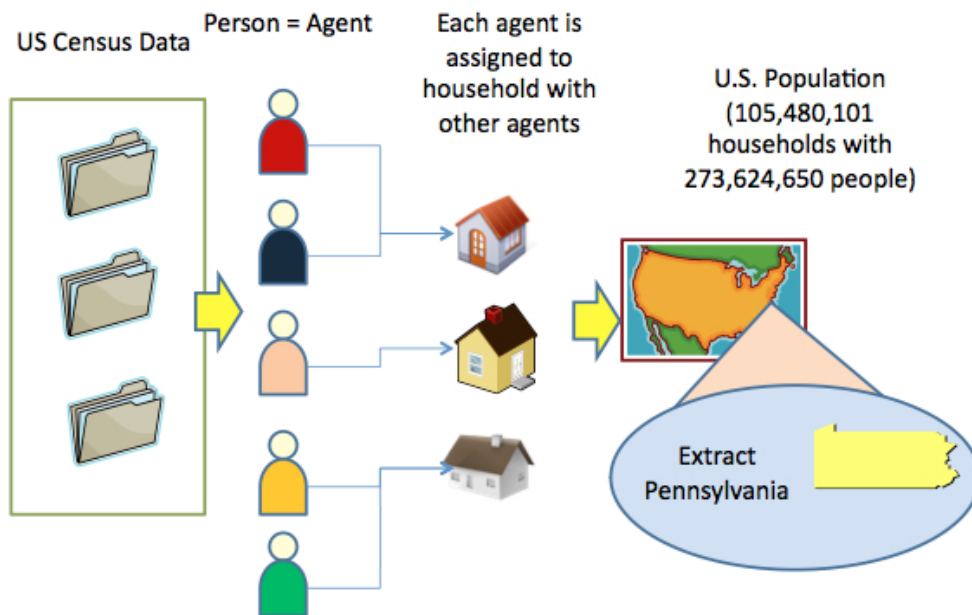 US Census Data
Person = Agent
Each agent is
assigned to
household with
other agents
U.S. Population
(105,480,101
households with
273,624,650 people)
Extract
Pennsylvania